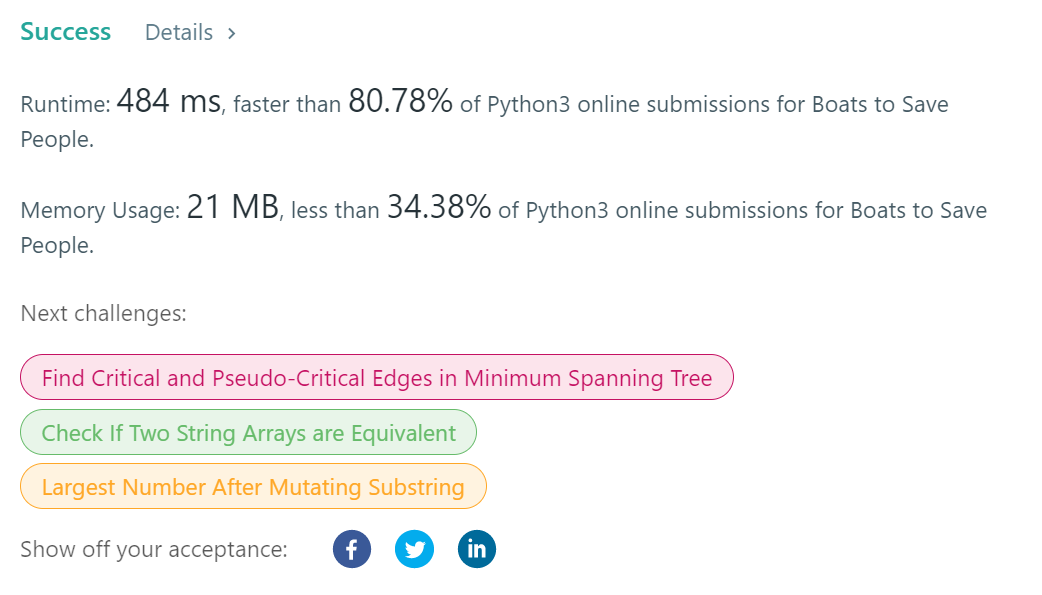 Success Details >
Runtime: 484 ms, faster than 80.78% of Python3 online submissions for Boats to Save
People.
Memory Usage: 21 MB, less than 34.38% of Python3 online submissions for Boats to Save
People.
Next challenges:
Find Critical and Pseudo-Critical Edges in Minimum Spanning Tree
Check If Two String Arrays are Equivalent
Largest Number After Mutating Substring
Show off your acceptance: f in